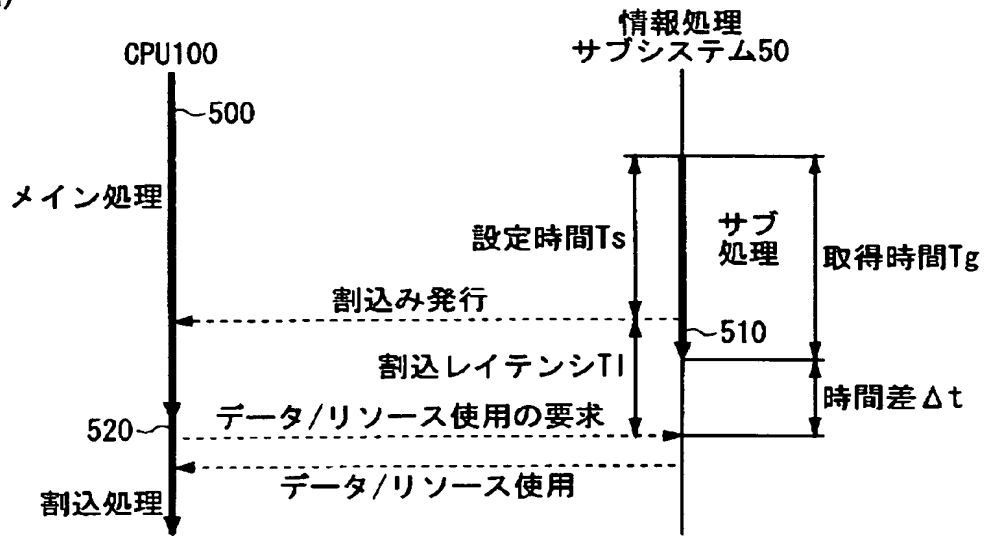 CPU100
情報処理
サブシステム50
500
メイン処理
設定時間Ts
サブ
処理
取得時間Tg
割込み発行
510
割込レイテンシTl
時間差Δt
データ/リソース使用の要求
520
データ/リソース使用
割込処理